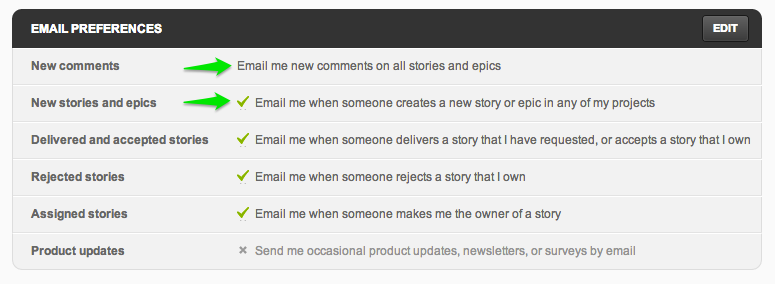 EMAIL PREFERENCES EDIT
New comments Email me new comments on all stories and epics
New stories and epics Email me when someone creates a new story or epic in any of my projects
Delivered and accepted stories Email me when someone delivers a story that I have requested, or accepts a story that I own
Rejected stories Email me when someone rejects a story that I own
Assigned stories Email me when someone makes me the owner of a story
Product updates Send me occasional product updates, newsletters, or surveys by email